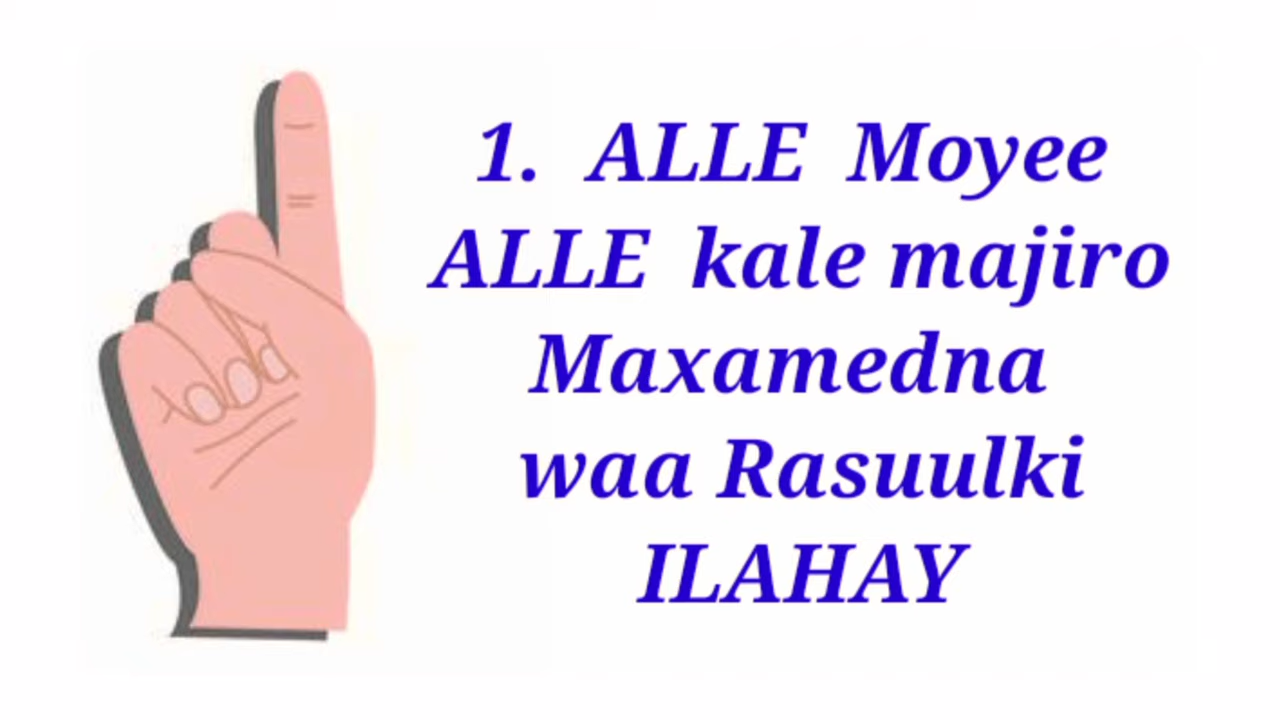 1. ALLE Moyee
ALLE kale majiro
Maxamedna
waa Rasuulki
ILAHAY